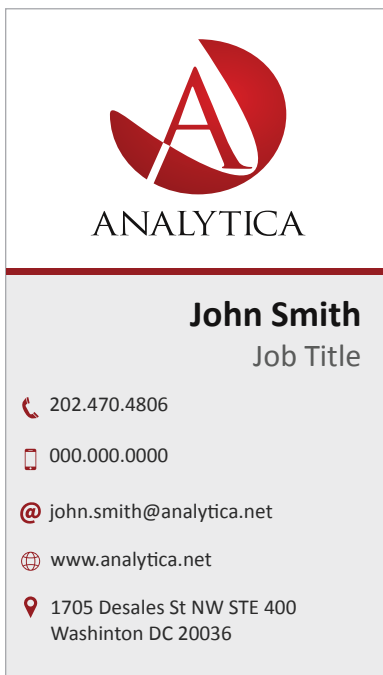 A
ANALYTICA
John Smith
Job Title
202.470.4806
000.000.0000
@ john.smith@analytica.net
www.analytica.net
1705 Desales St NW STE 400
Washinton DC 20036